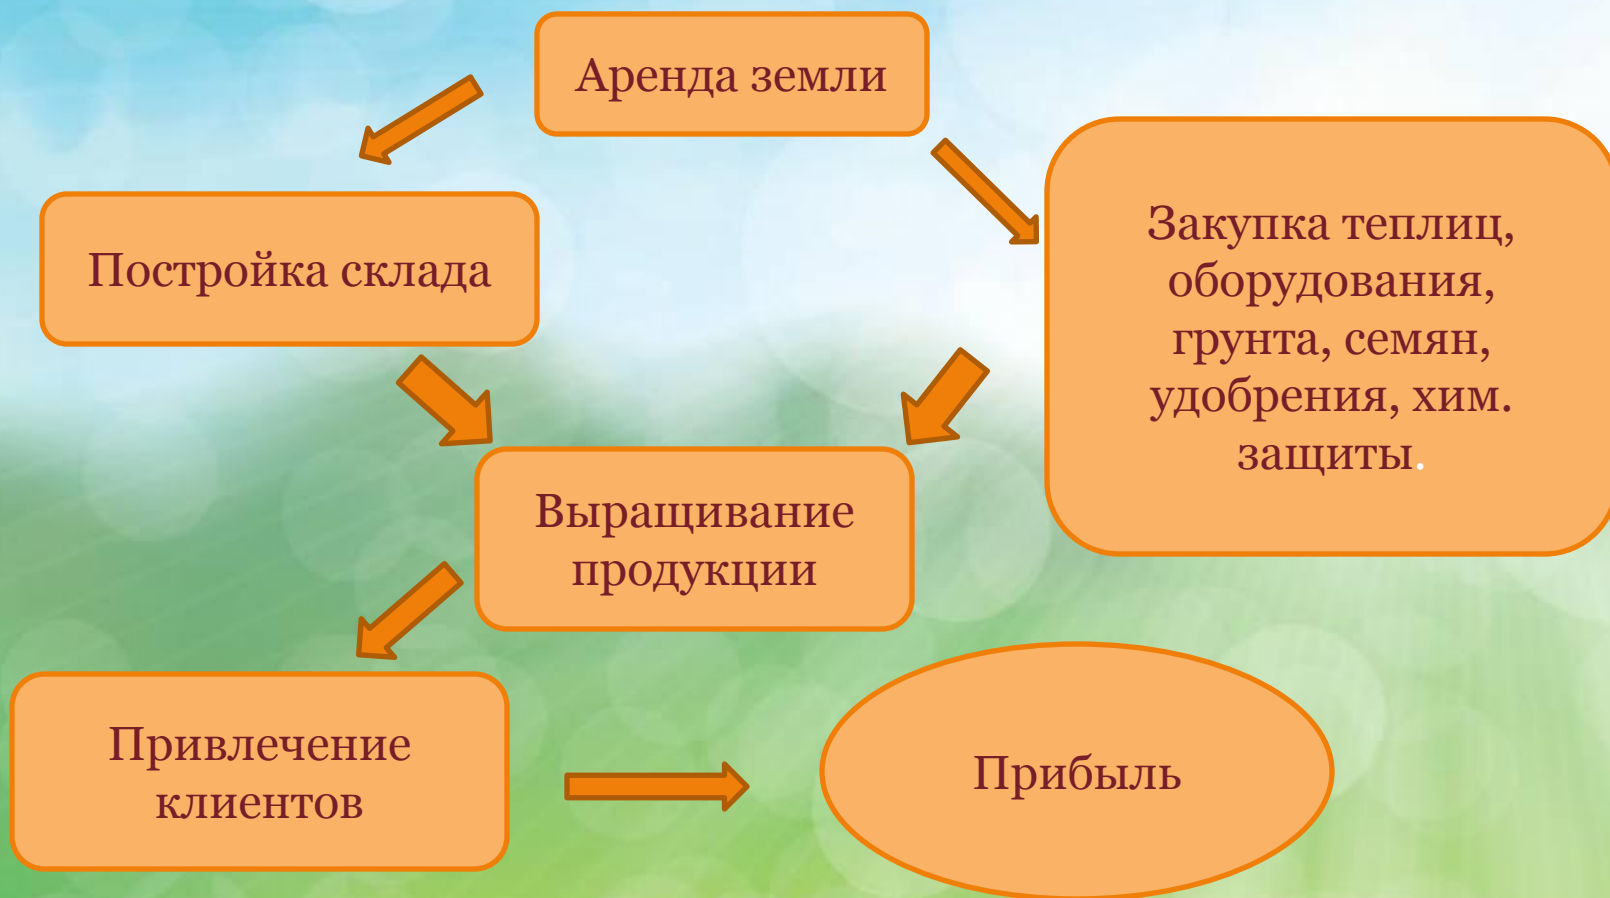 Аренда земли
Постройка склада
Закупка теплиц,
оборудования,
грунта, семян,
удобрения, хим.
защиты.
Выращивание
продукции
Привлечение
клиентов
Прибыль